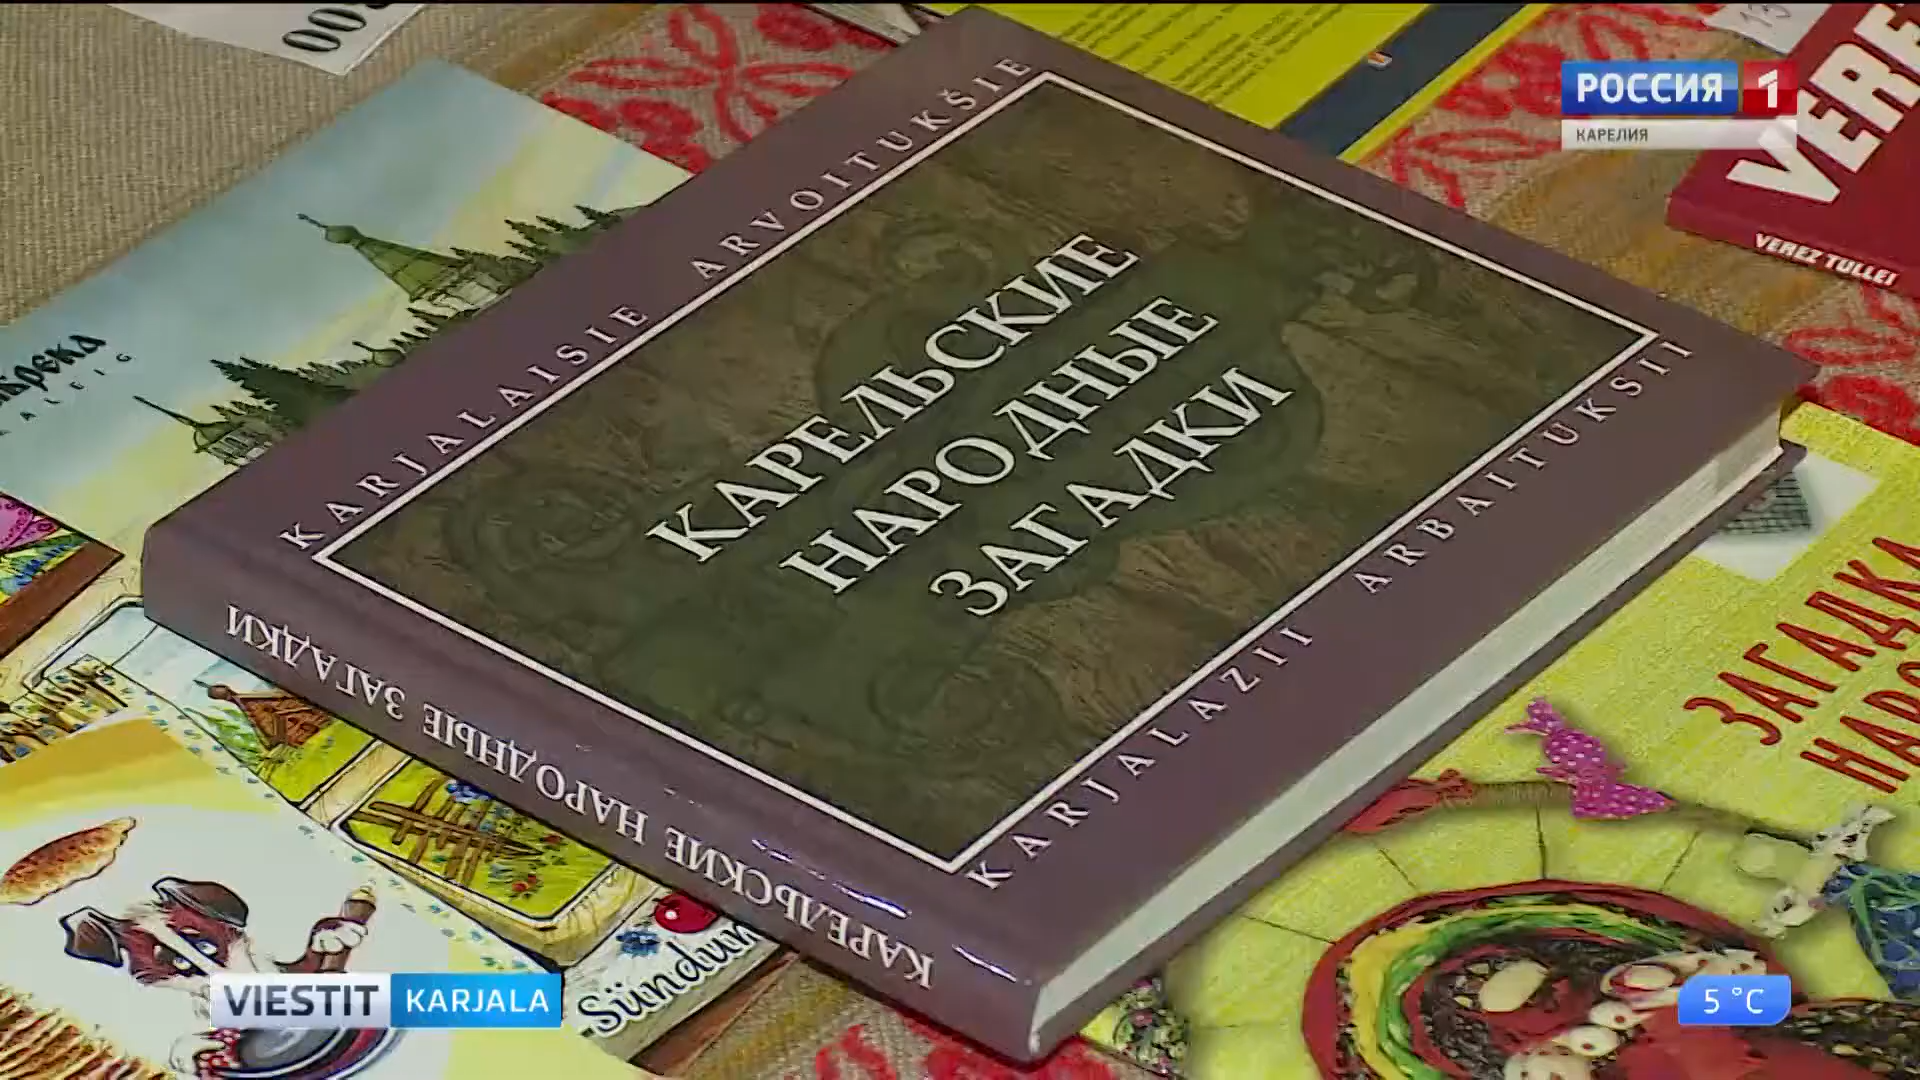 РОССИЯ 1
КАРЕЛИЯ
VEREZ TULLEI
KARJALAISIE ARVOITUKŠIE
КАРЕЛЬСКИЕ
НАРОДНЫЕ
ЗАГАДКИ
KARJALAZII ARBAITUKSII
КАРЕЛЬСКИЕ НАРОДНЫЕ ЗАГАДКИ
ЗАГАДКА
Sündun
VIESTIT KARJALA
5 °C